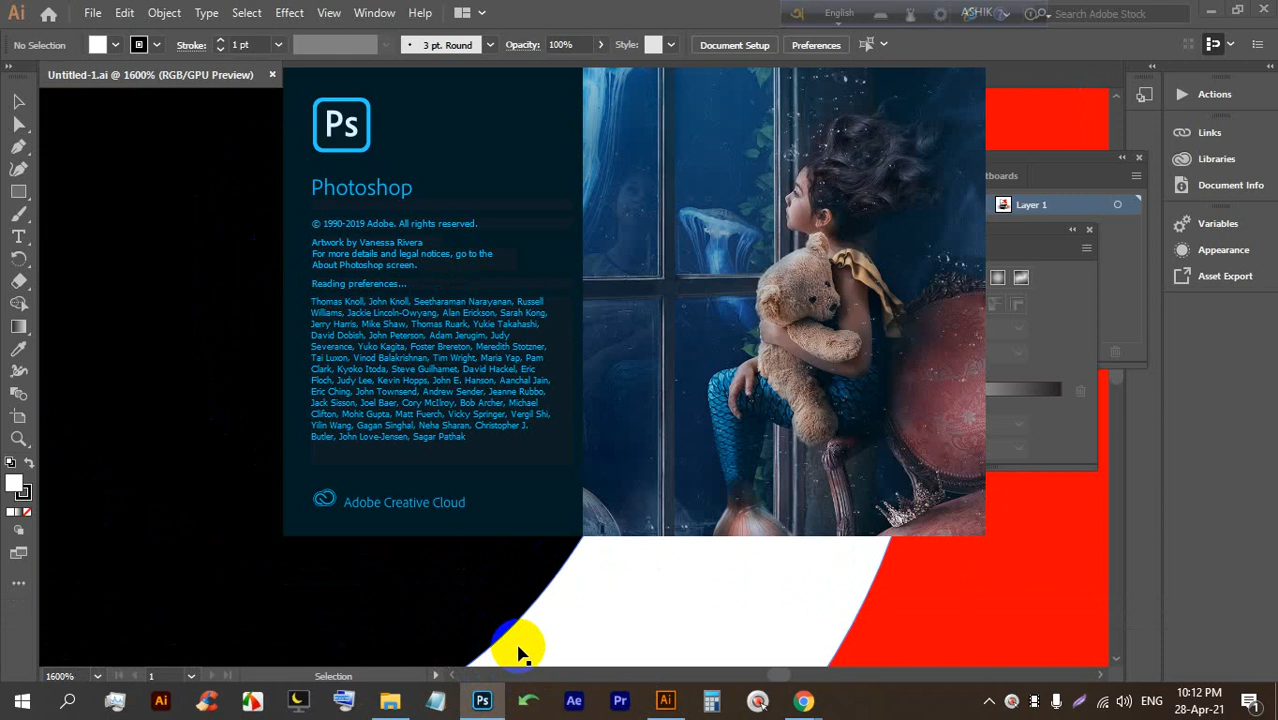 Ai File Edit Object Type Select Effect View Window Help
English ASHIK Search Adobe Stock
No Selection Stroke: 1 pt 3 pt. Round Opacity: 100% Style: Document Setup Preferences
Untitled-1.ai @ 1600% (RGB/GPU Preview)
Actions
Links
Libraries
Document Info
Variables
Appearance
Asset Export
tboards
Layer 1
Ps
Photoshop
© 1990-2019 Adobe. All rights reserved.
Artwork by Vanessa Rivera
For more details and legal notices, go to the
About Photoshop screen.
Reading preferences...
Thomas Knoll, John Knoll, Seetharaman Narayanan, Russell
Williams, Jackie Lincoln-Owyang, Alan Erickson, Sarah Kong,
Jerry Harris, Mike Shaw, Thomas Ruark, Yukie Takahashi,
David Dobish, John Peterson, Adam Jerugim, Judy
Severance, Yuko Kagita, Foster Brereton, Meredith Stotzner,
Tai Luxon, Vinod Balakrishnan, Tim Wright, Maria Yap, Pam
Clark, Kyoko Itoda, Steve Guilhamet, David Hackel, Eric
Floch, Judy Lee, Kevin Hopps, John E. Hanson, Aanchal Jain,
Eric Ching, John Townsend, Andrew Sender, Jeanne Rubbo,
Jack Sisson, Joel Baer, Cory McIlroy, Bob Archer, Michael
Clifton, Mohit Gupta, Matt Fuerch, Vicky Springer, Vergil Shi,
Yilin Wang, Gagan Singhal, Neha Sharan, Christopher J.
Butler, John Love-Jensen, Sagar Pathak
Adobe Creative Cloud
1600% 1 Selection
Ai Ps Ae Pr Ai ENG
10:12 PM
28-Apr-21
1